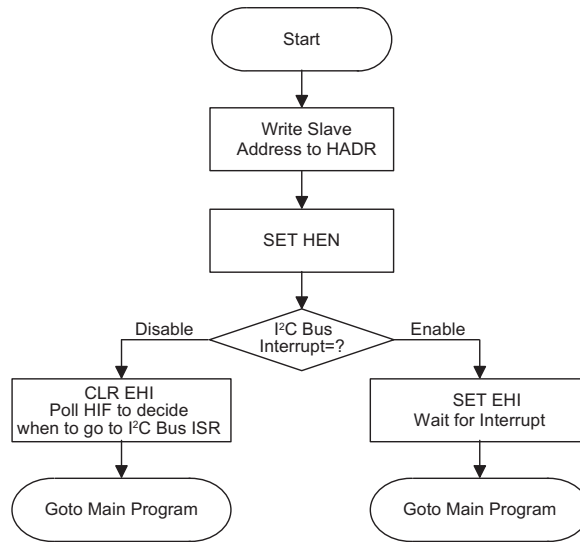 Start
Write Slave
Address to HADR
SET HEN
I²C Bus
Interrupt=?
Disable
Enable
CLR EHI
Poll HIF to decide
when to go to I²C Bus ISR
SET EHI
Wait for Interrupt
Goto Main Program
Goto Main Program